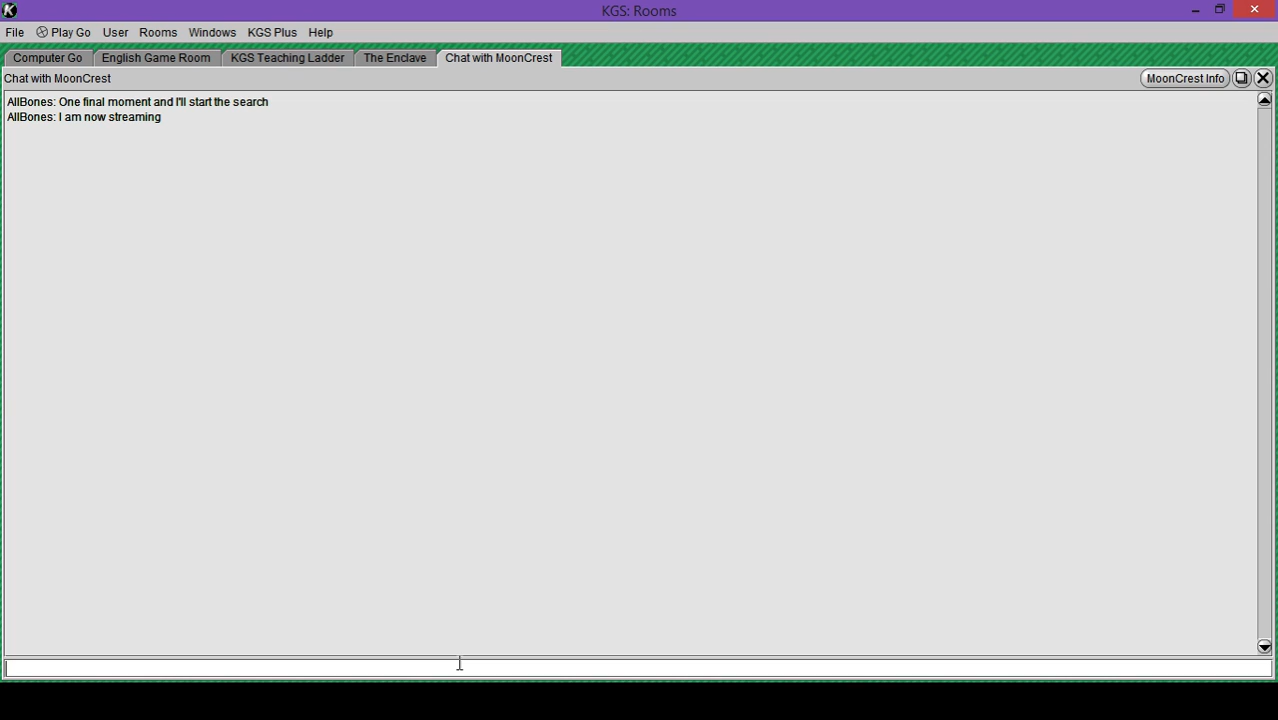 KGS: Rooms
File Play Go User Rooms Windows KGS Plus Help
Computer Go English Game Room KGS Teaching Ladder The Enclave Chat with MoonCrest
Chat with MoonCrest MoonCrest Info
AllBones: One final moment and I'll start the search
AllBones: I am now streaming